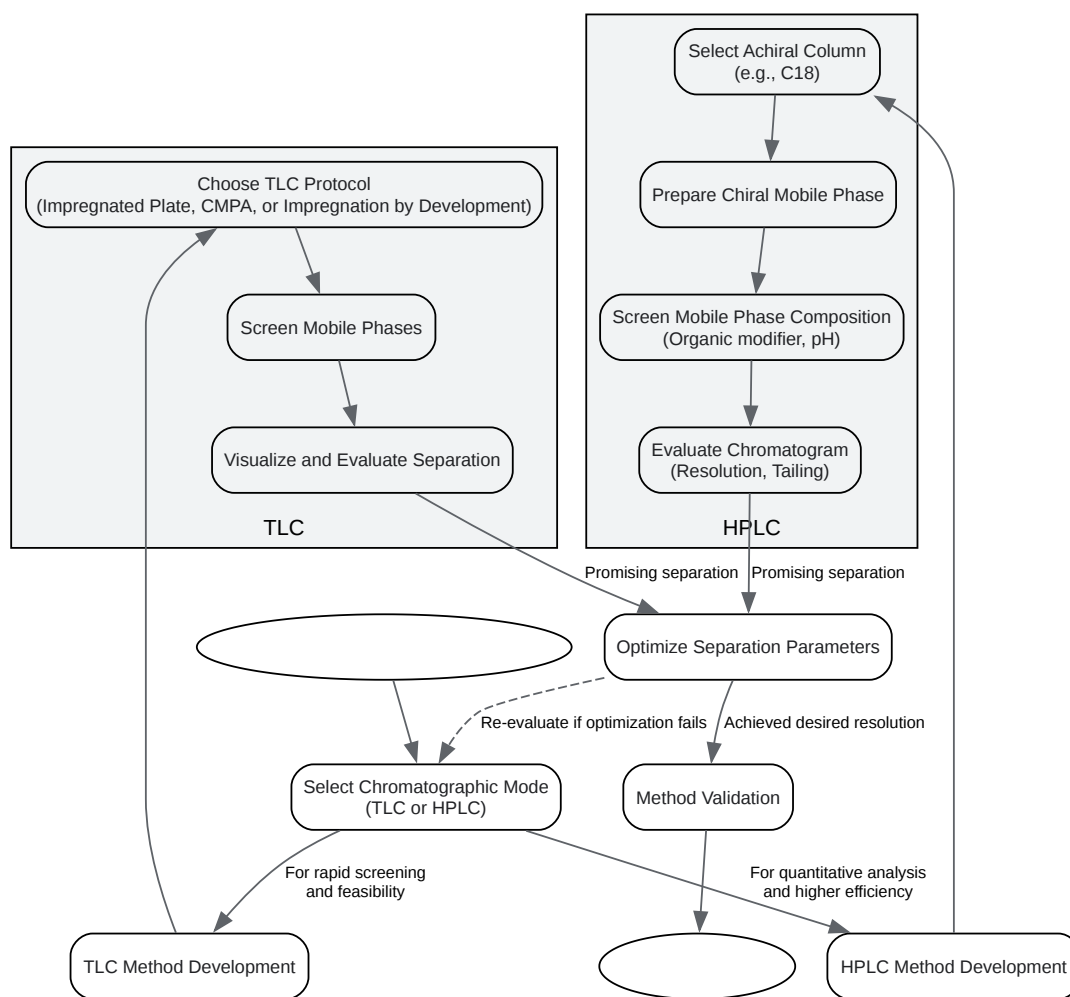 Select Achiral Column
(e.g., C18)
Choose TLC Protocol
(Impregnated Plate, CMPA, or Impregnation by Development)
Prepare Chiral Mobile Phase
Screen Mobile Phases
Screen Mobile Phase Composition
(Organic modifier, pH)
Visualize and Evaluate Separation
Evaluate Chromatogram
(Resolution, Tailing)
TLC
HPLC
Promising separation
Promising separation
Optimize Separation Parameters
Re-evaluate if optimization fails
Achieved desired resolution
Select Chromatographic Mode
(TLC or HPLC)
Method Validation
For rapid screening
and feasibility
For quantitative analysis
and higher efficiency
TLC Method Development
HPLC Method Development